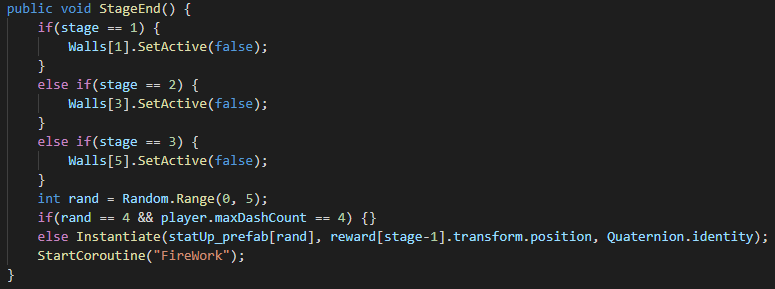 public void StageEnd() {
    if(stage == 1) {
        Walls[1].SetActive(false);
    }
    else if(stage == 2) {
        Walls[3].SetActive(false);
    }
    else if(stage == 3) {
        Walls[5].SetActive(false);
    }
    int rand = Random.Range(0, 5);
    if(rand == 4 && player.maxDashCount == 4) {}
    else Instantiate(statUp_prefab[rand], reward[stage-1].transform.position, Quaternion.identity);
    StartCoroutine("FireWork");
}